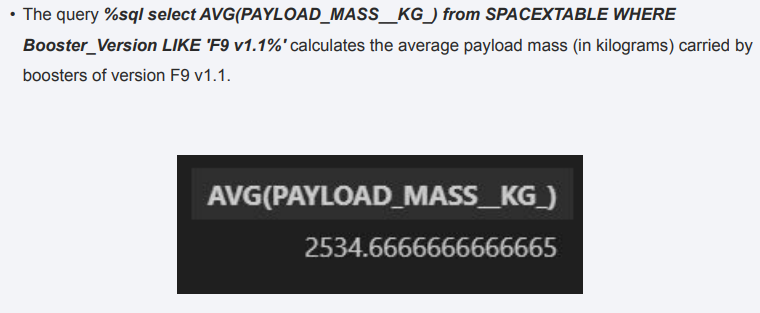 • The query %sql select AVG(PAYLOAD_MASS__KG_) from SPACEXTABLE WHERE
Booster_Version LIKE 'F9 v1.1%' calculates the average payload mass (in kilograms) carried by
boosters of version F9 v1.1.
AVG(PAYLOAD_MASS__KG_)
2534.6666666666665